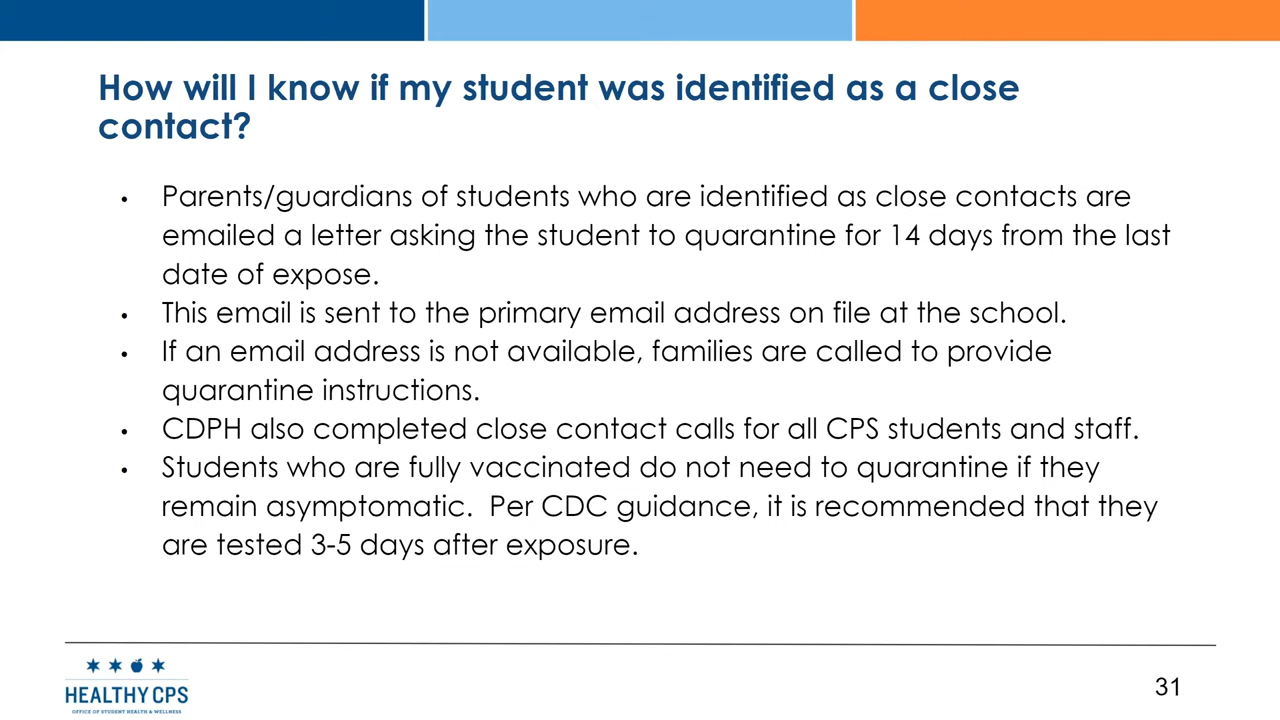 How will I know if my student was identified as a close
contact?
• Parents/guardians of students who are identified as close contacts are
emailed a letter asking the student to quarantine for 14 days from the last
date of expose.
• This email is sent to the primary email address on file at the school.
• If an email address is not available, families are called to provide
quarantine instructions.
• CDPH also completed close contact calls for all CPS students and staff.
• Students who are fully vaccinated do not need to quarantine if they
remain asymptomatic.  Per CDC guidance, it is recommended that they
are tested 3-5 days after exposure.
HEALTHY CPS
OFFICE OF STUDENT HEALTH & WELLNESS
31